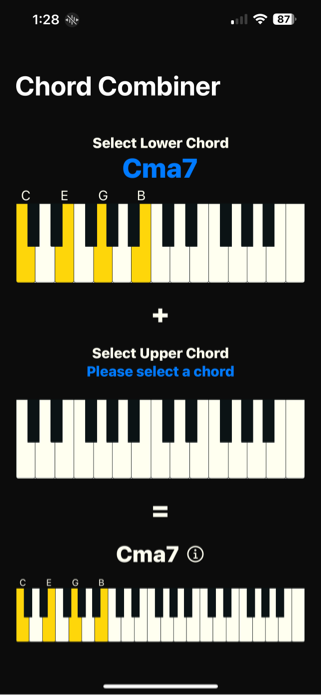 1:28
87
Chord Combiner
Select Lower Chord
Cma7
C E G B
+
Select Upper Chord
Please select a chord
=
Cma7 ⓘ
C E G B